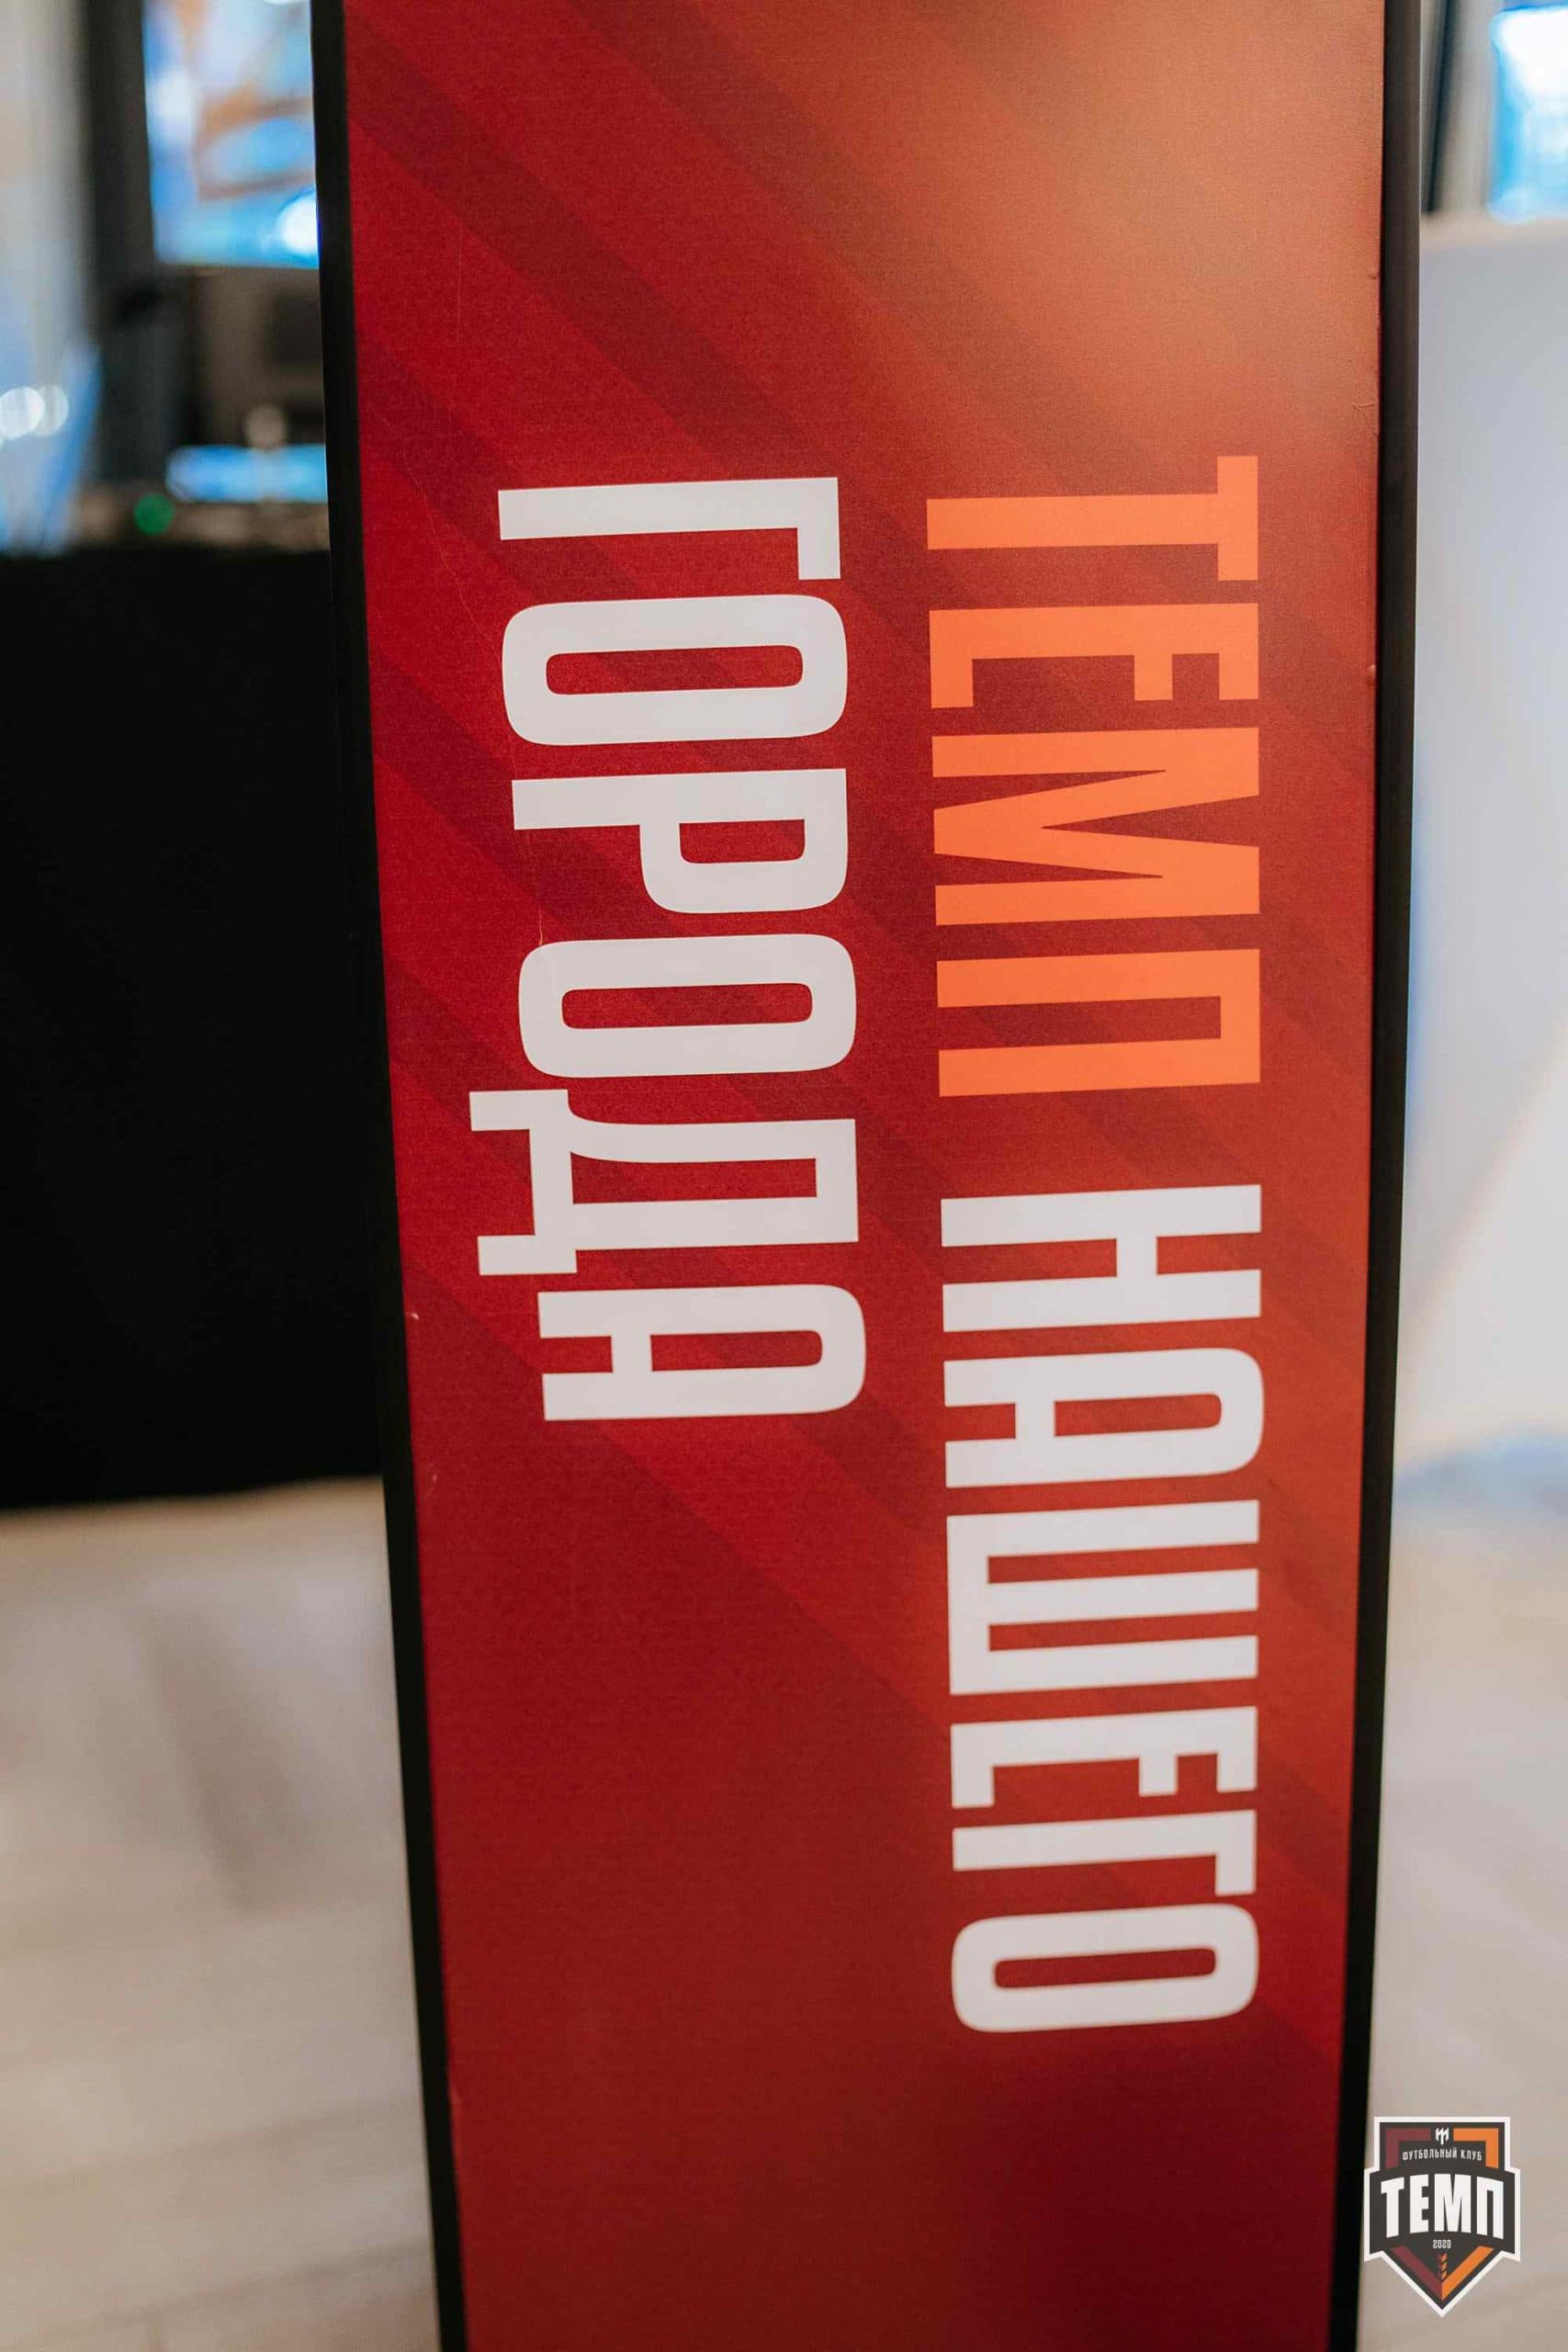 ТЕМП НАШЕГО
ГОРОДА
ФУТБОЛЬНЫЙ КЛУБ
ТЕМП
2020